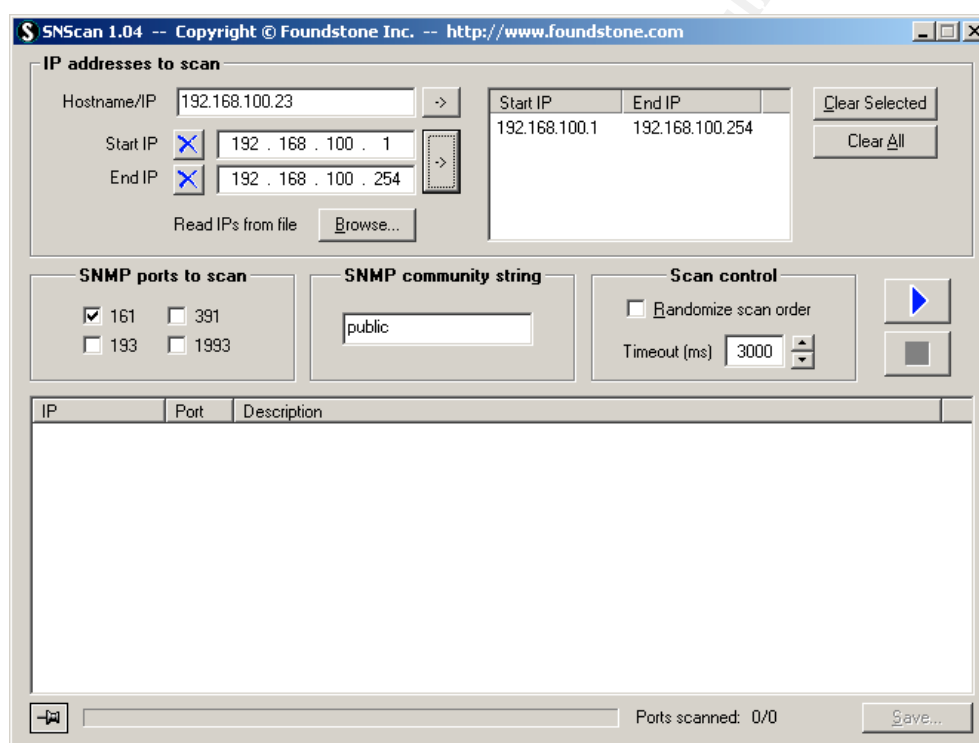 SNScan 1.04 -- Copyright © Foundstone Inc. -- http://www.foundstone.com
IP addresses to scan
Hostname/IP 192.168.100.23 ->
Start IP 192 . 168 . 100 . 1
End IP 192 . 168 . 100 . 254
->
Read IPs from file Browse...
Start IP End IP
192.168.100.1 192.168.100.254
Clear Selected
Clear All
SNMP ports to scan
161 391
193 1993
SNMP community string
public
Scan control
Randomize scan order
Timeout (ms) 3000
IP Port Description
Ports scanned: 0/0
Save...